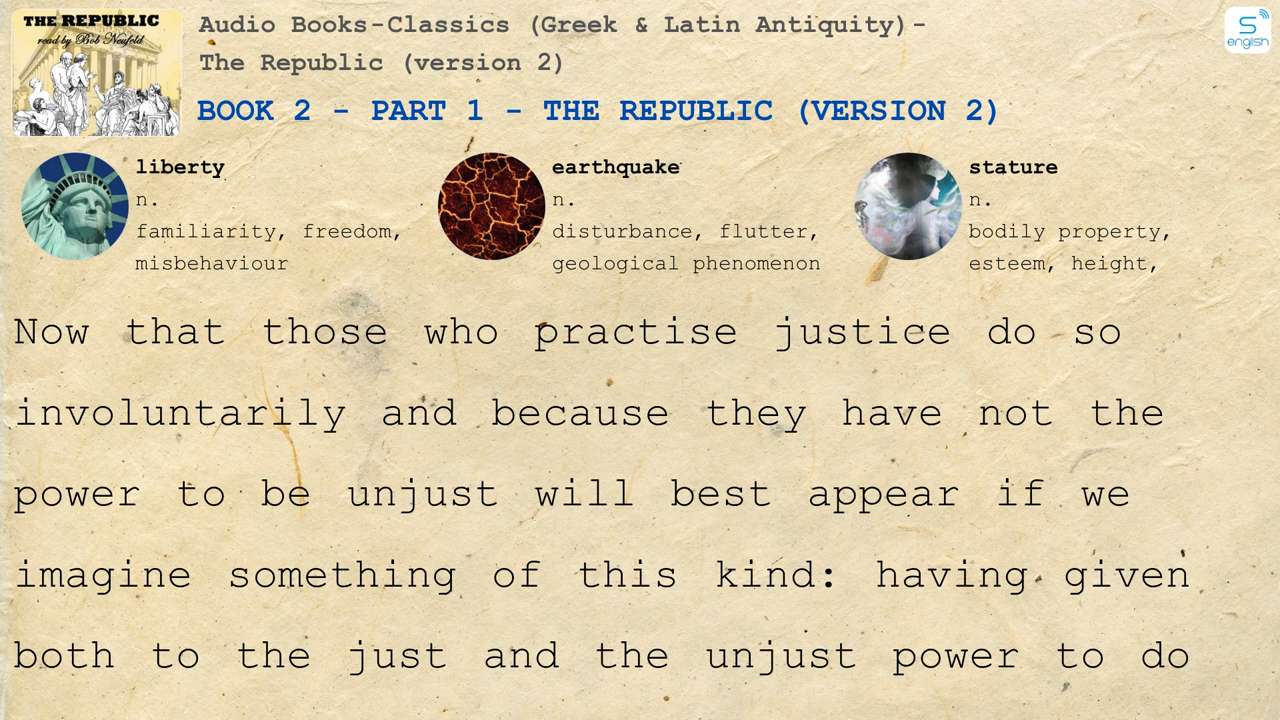 THE REPUBLIC
read by Bob Neufeld
Audio Books-Classics (Greek & Latin Antiquity)-
The Republic (version 2)
BOOK 2 - PART 1 - THE REPUBLIC (VERSION 2)
S
english
liberty
n.
familiarity, freedom,
misbehaviour
earthquake
n.
disturbance, flutter,
geological phenomenon
stature
n.
bodily property,
esteem, height,
Now that those who practise justice do so
involuntarily and because they have not the
power to be unjust will best appear if we
imagine something of this kind: having given
both to the just and the unjust power to do